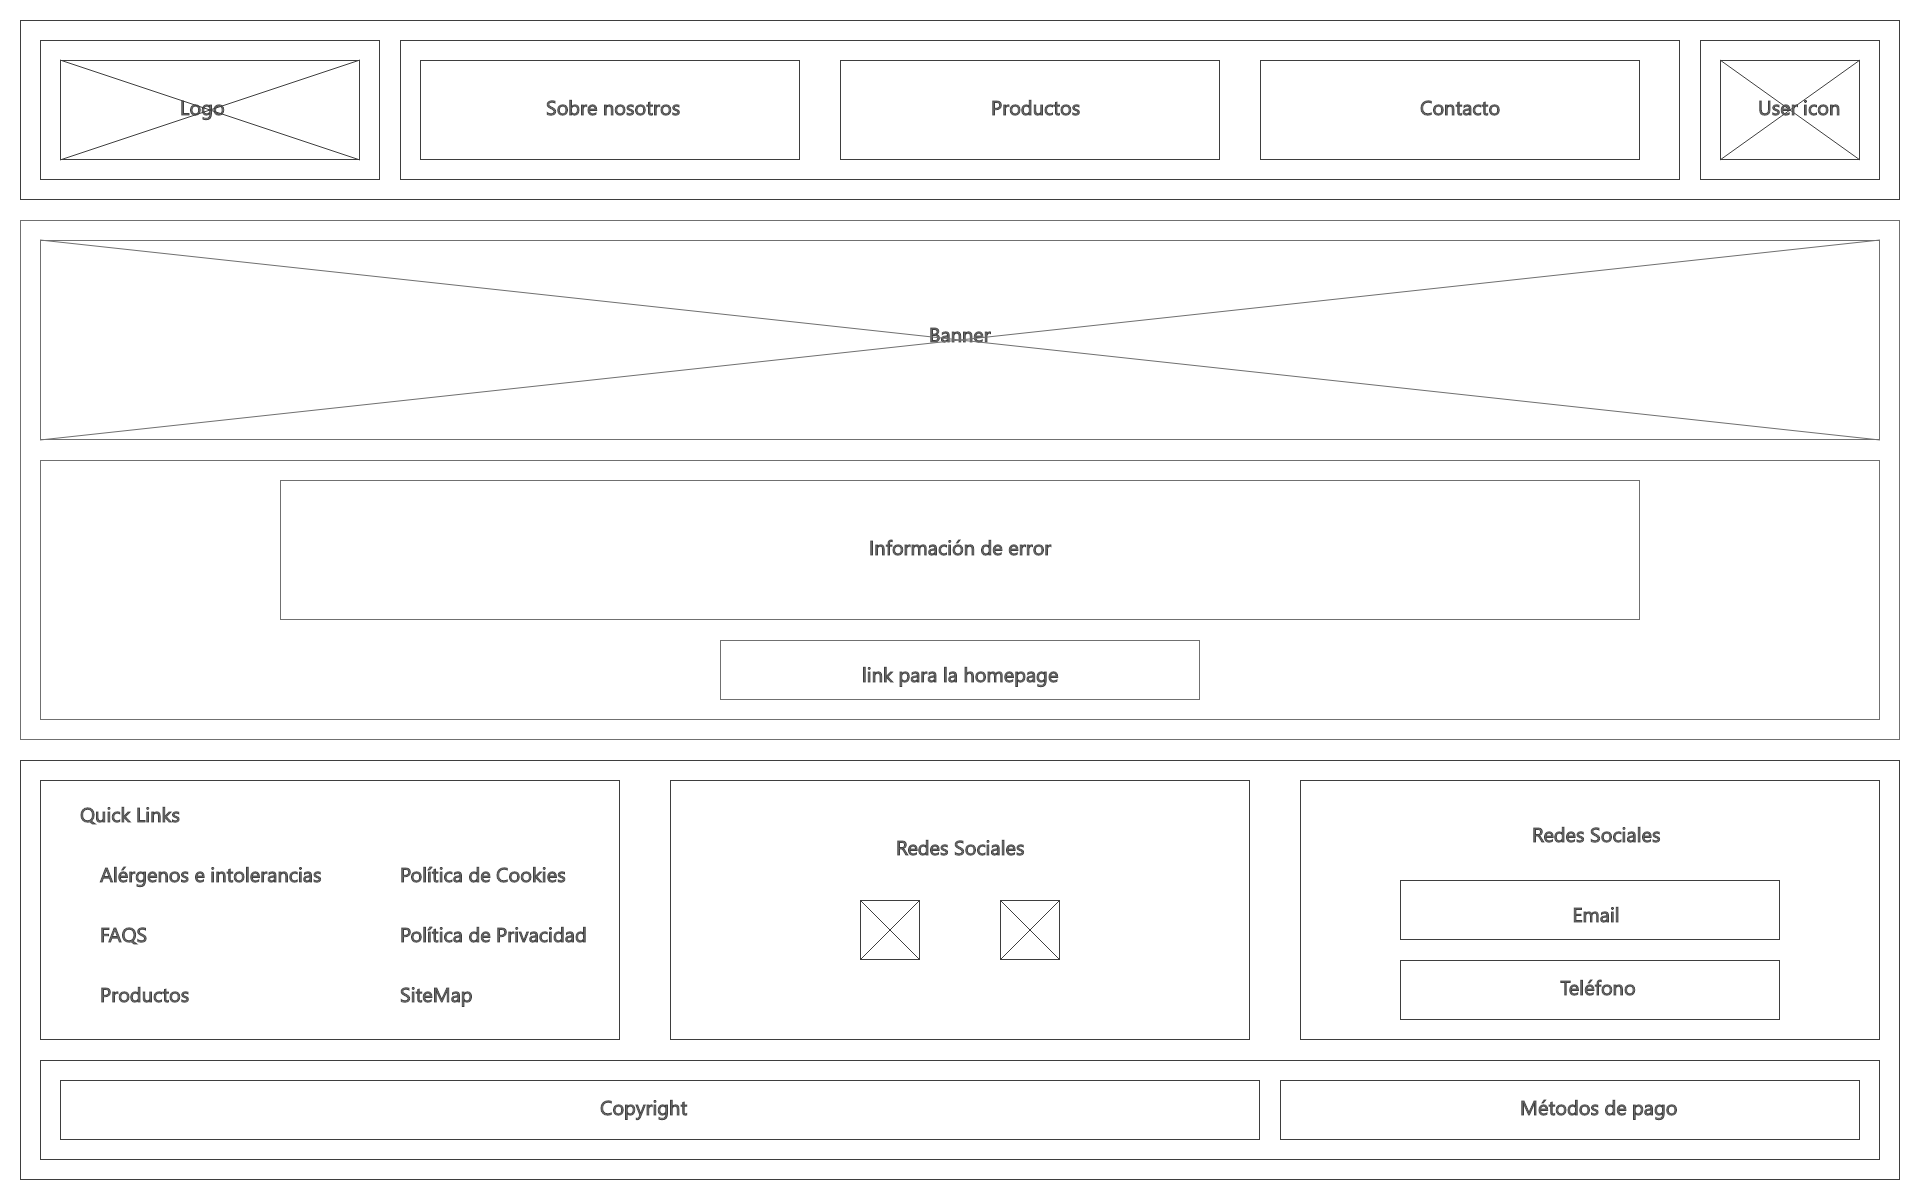 Logo
Sobre nosotros
Productos
Contacto
User icon
Banner
Información de error
link para la homepage
Quick Links
Alérgenos e intolerancias
Política de Cookies
FAQS
Política de Privacidad
Productos
SiteMap
Redes Sociales
Redes Sociales
Email
Teléfono
Copyright
Métodos de pago